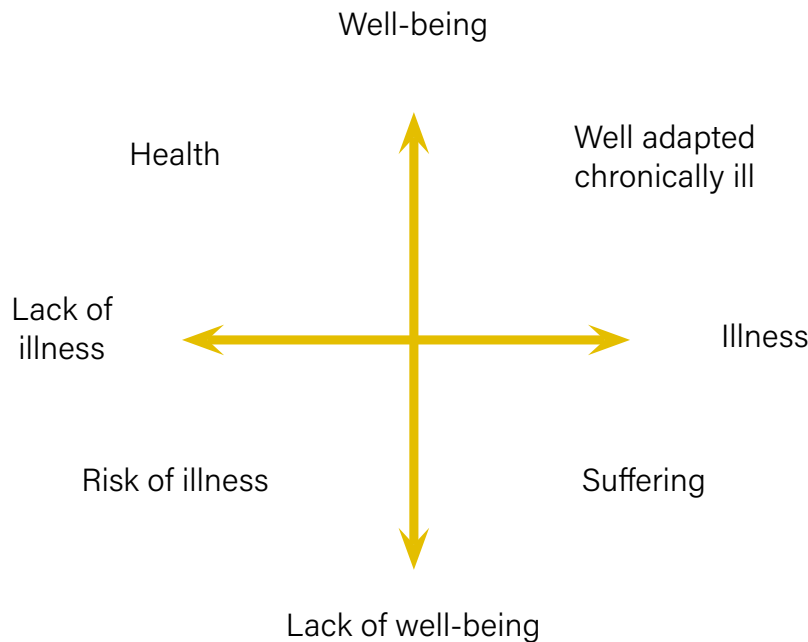 Well-being
Health
Well adapted
chronically ill
Lack of
illness
Illness
Risk of illness
Suffering
Lack of well-being